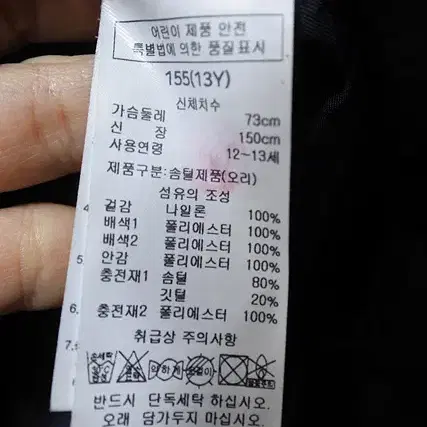 어린이 제품 안전
특별법에 의한 품질표시
155(13Y)
신체치수
가슴둘레 73cm
신 장 150cm
사용연령 12~13세
제품구분:솜털제품(오리)
섬유의 조성
겉감 나일론 100%
배색1 폴리에스터 100%
배색2 폴리에스터 100%
안감 폴리에스터 100%
충전재1 솜털 80%
깃털 20%
충전재2 폴리에스터 100%
취급상 주의사항
약하게
반드시 단독세탁 하십시오.
오래 담가두지 마십시오.
4
5.
6.
7.